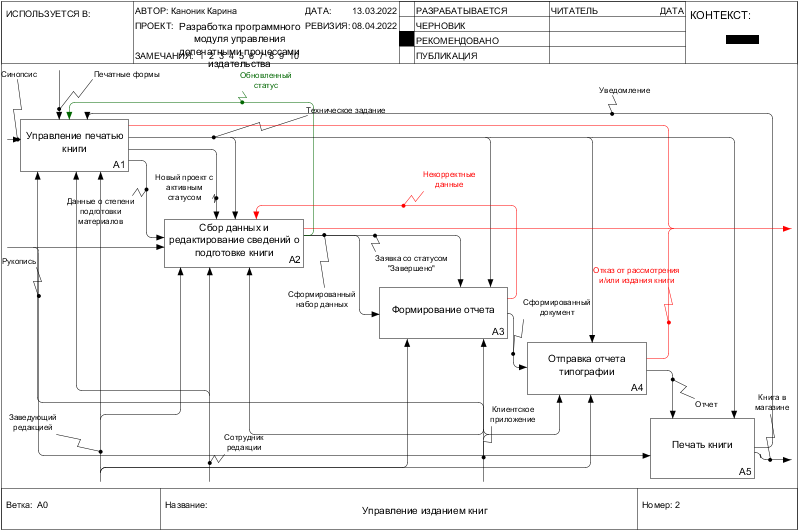 ИСПОЛЬЗУЕТСЯ В:
АВТОР: Каноник Карина
ДАТА: 13.03.2022
ПРОЕКТ: Разработка программного
модуля управления
допечатными процессами
издательства
РЕВИЗИЯ: 08.04.2022
ЗАМЕЧАНИЯ: 1 2 3 4 5 6 7 8 9 10
РАЗРАБАТЫВАЕТСЯ
ЧЕРНОВИК
РЕКОМЕНДОВАНО
ПУБЛИКАЦИЯ
ЧИТАТЕЛЬ
ДАТА
КОНТЕКСТ:
Синопсис
Печатные формы
Обновленный
статус
Техническое задание
Уведомление
Управление печатью
книги
A1
Данные о степени
подготовки
материалов
Новый проект с
активным
статусом
Некорректные
данные
Сбор данных и
редактирование сведений о
подготовке книги
A2
Рукопись
Заявка со статусом
"Завершено"
Сформированный
набор данных
Отказ от рассмотрения
и/или издания книги
Формирование отчета
A3
Сформированный
документ
Отправка отчета
типографии
A4
Отчет
Книга в
магазине
Клиентское
приложение
Заведующий
редакцией
Сотрудник
редакции
Печать книги
A5
Ветка: A0
Название:
Управление изданием книг
Номер: 2